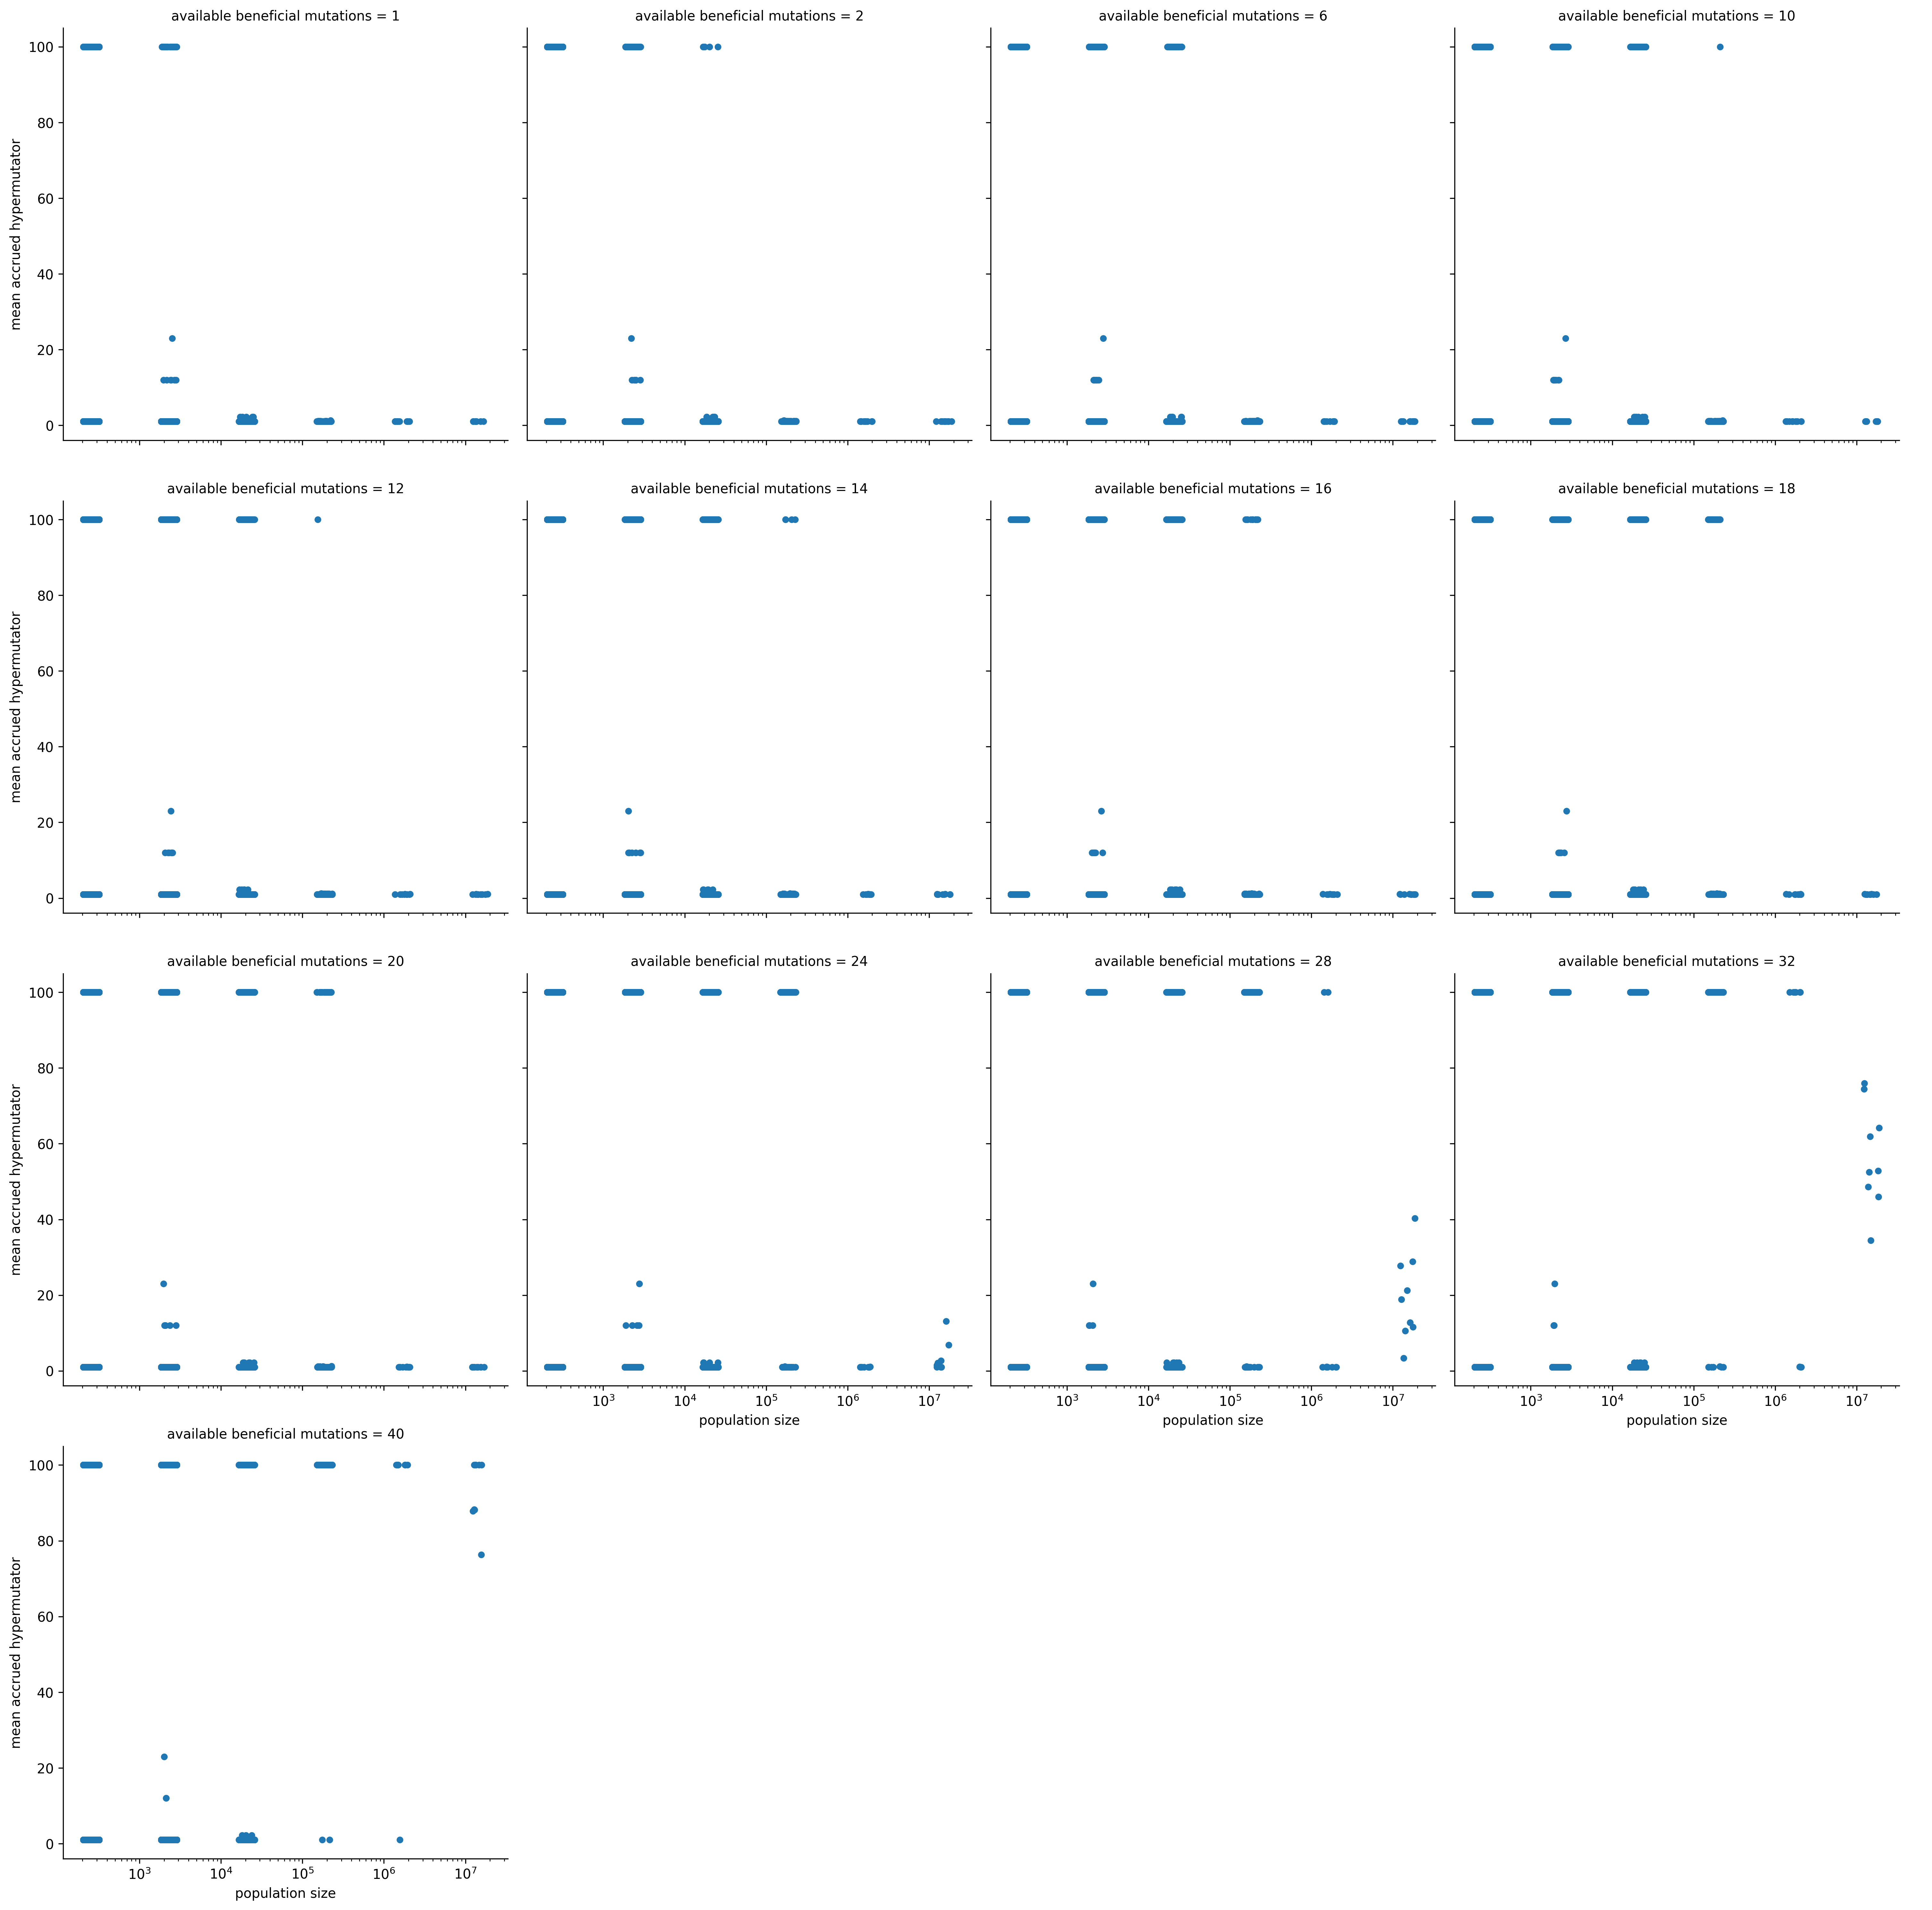 available beneficial mutations = 1
available beneficial mutations = 2
available beneficial mutations = 6
available beneficial mutations = 10
mean accrued hypermutator
100
80
60
40
20
0
available beneficial mutations = 12
available beneficial mutations = 14
available beneficial mutations = 16
available beneficial mutations = 18
mean accrued hypermutator
100
80
60
40
20
0
available beneficial mutations = 20
available beneficial mutations = 24
available beneficial mutations = 28
available beneficial mutations = 32
mean accrued hypermutator
100
80
60
40
20
0
10³ 10⁴ 10⁵ 10⁶ 10⁷
population size
10³ 10⁴ 10⁵ 10⁶ 10⁷
population size
10³ 10⁴ 10⁵ 10⁶ 10⁷
population size
available beneficial mutations = 40
mean accrued hypermutator
100
80
60
40
20
0
10³ 10⁴ 10⁵ 10⁶ 10⁷
population size